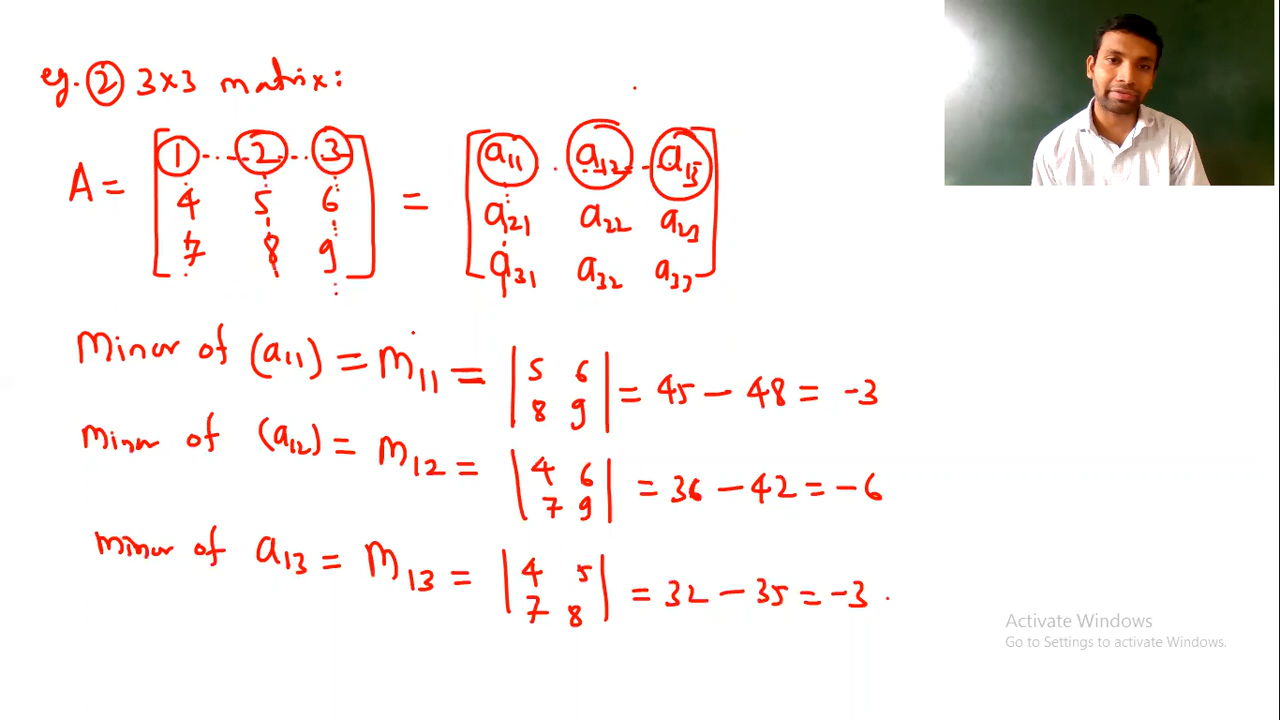 eg. ② 3×3 matrix:
A = [ 1 2 3 ] = [ a11 a12 a13 ]
4 5 6 a21 a22 a23
7 8 9 a31 a32 a33
Minor of (a11) = M11 = | 5 6 | = 45 − 48 = −3
8 9
Minor of (a12) = M12 = | 4 6 | = 36 − 42 = −6
7 9
Minor of a13 = M13 = | 4 5 | = 32 − 35 = −3
7 8
Activate Windows
Go to Settings to activate Windows.